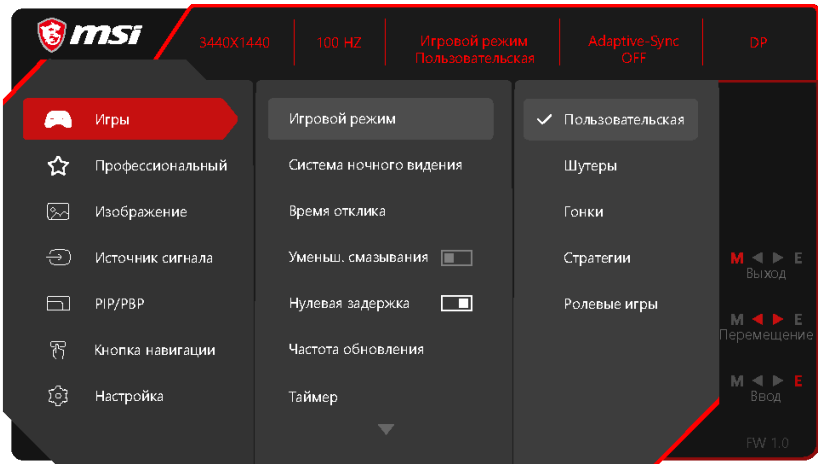 msi
3440X1440
100 HZ
Игровой режим
Пользовательская
Adaptive-Sync
OFF
DP
Игры
Профессиональный
Изображение
Источник сигнала
PIP/PBP
Кнопка навигации
Настройка
Игровой режим
Система ночного видения
Время отклика
Уменьш. смазывания
Нулевая задержка
Частота обновления
Таймер
Пользовательская
Шутеры
Гонки
Стратегии
Ролевые игры
M ◀ ▶ E
Выход
M ◀ ▶ E
Перемещение
M ◀ ▶ E
Ввод
FW 1.0